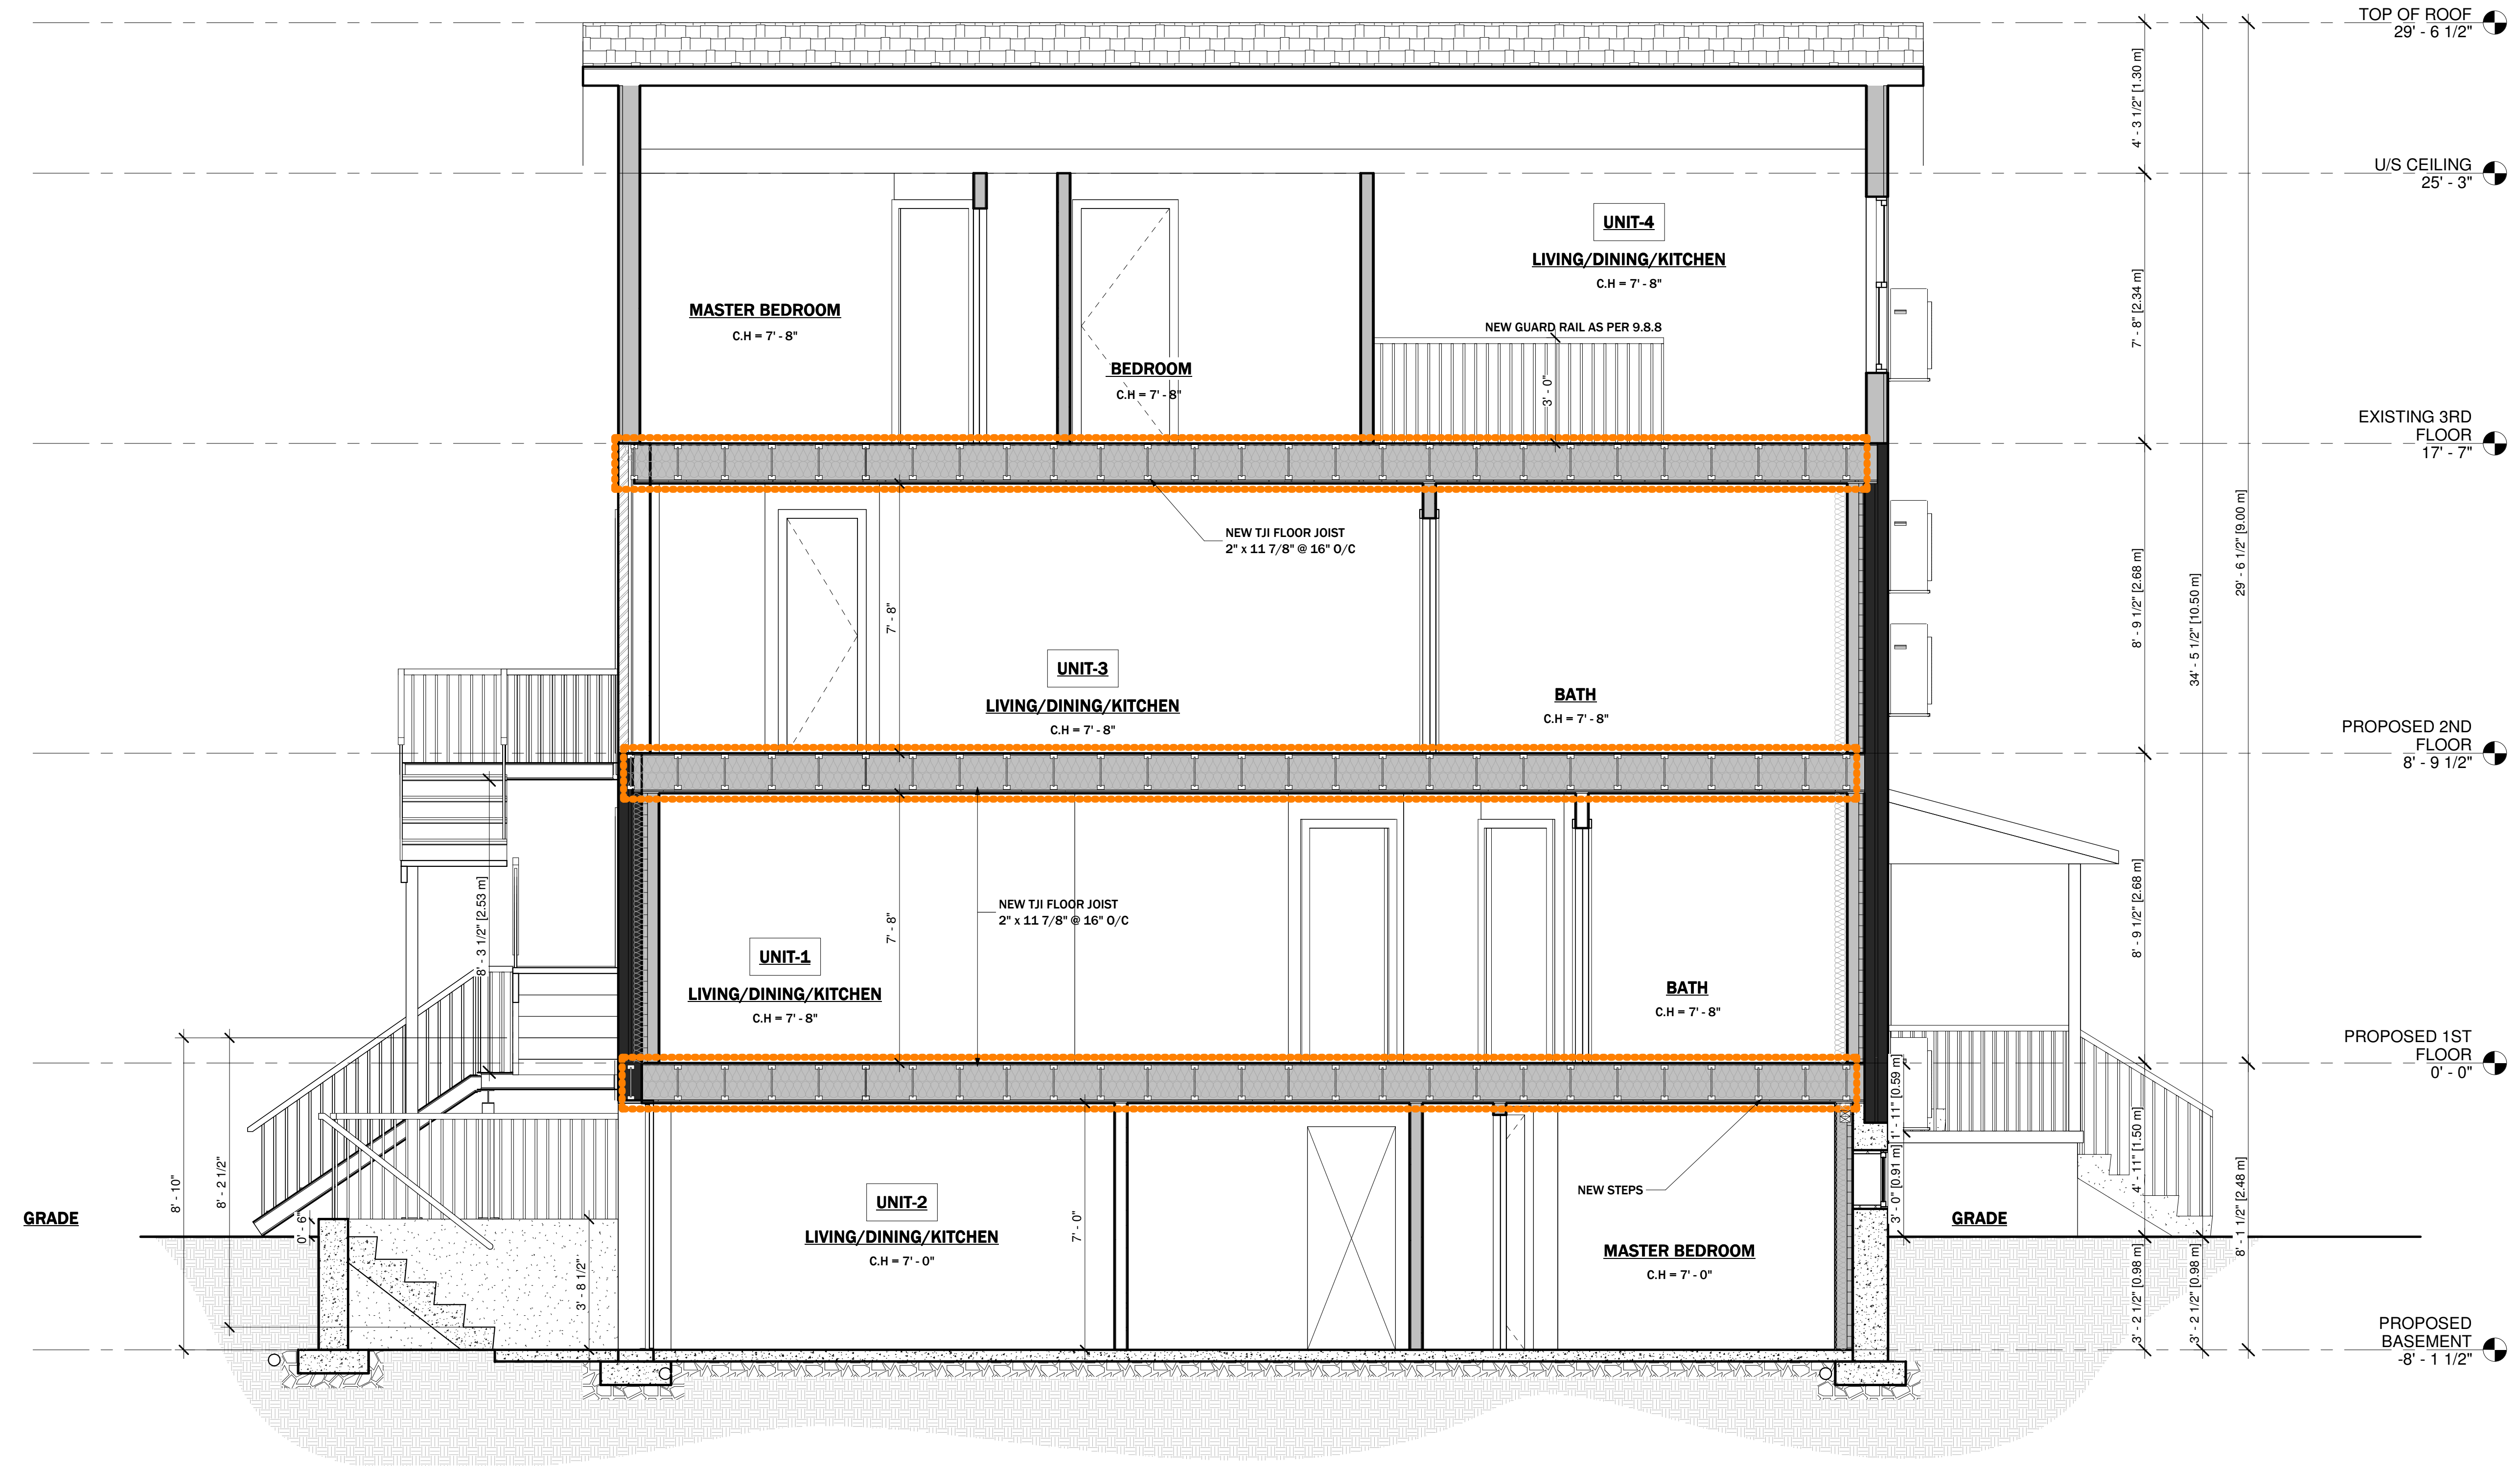 TOP OF ROOF
29' - 6 1/2"
4' - 3 1/2" [1.30 m]
U/S CEILING
25' - 3"
UNIT-4
LIVING/DINING/KITCHEN
C.H = 7' - 8"
MASTER BEDROOM
C.H = 7' - 8"
NEW GUARD RAIL AS PER 9.8.8
BEDROOM
C.H = 7' - 8"
3' - 0"
7' - 8" [2.34 m]
EXISTING 3RD
FLOOR
17' - 7"
NEW TJI FLOOR JOIST
2" x 11 7/8" @ 16" O/C
7' - 8"
UNIT-3
LIVING/DINING/KITCHEN
C.H = 7' - 8"
BATH
C.H = 7' - 8"
8' - 9 1/2" [2.68 m]
34' - 5 1/2" [10.50 m]
29' - 6 1/2" [9.00 m]
PROPOSED 2ND
FLOOR
8' - 9 1/2"
8' - 3 1/2" [2.53 m]
NEW TJI FLOOR JOIST
2" x 11 7/8" @ 16" O/C
7' - 8"
UNIT-1
LIVING/DINING/KITCHEN
C.H = 7' - 8"
BATH
C.H = 7' - 8"
8' - 9 1/2" [2.68 m]
PROPOSED 1ST
FLOOR
0' - 0"
1' - 11" [0.59 m]
3' - 0" [0.91 m]
4' - 11" [1.50 m]
8' - 1 1/2" [2.48 m]
8' - 10"
8' - 2 1/2"
GRADE
0' - 6"
3' - 8 1/2"
UNIT-2
LIVING/DINING/KITCHEN
C.H = 7' - 0"
7' - 0"
NEW STEPS
MASTER BEDROOM
C.H = 7' - 0"
GRADE
3' - 2 1/2" [0.98 m]
3' - 2 1/2" [0.98 m]
PROPOSED
BASEMENT
-8' - 1 1/2"